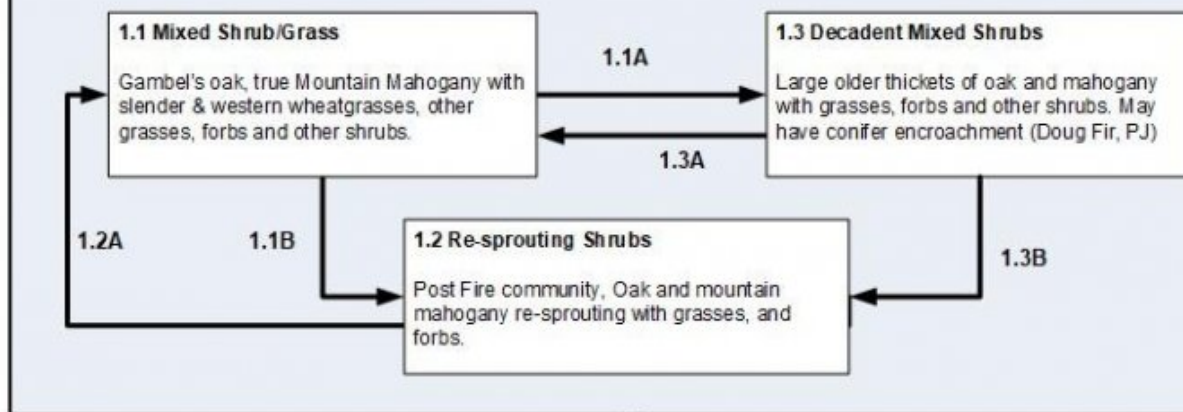 1.1 Mixed Shrub/Grass
Gambel's oak, true Mountain Mahogany with
slender & western wheatgrasses, other
grasses, forbs and other shrubs.
1.1A
1.3A
1.3 Decadent Mixed Shrubs
Large older thickets of oak and mahogany
with grasses, forbs and other shrubs. May
have conifer encroachment (Doug Fir, PJ)
1.2A
1.1B
1.2 Re-sprouting Shrubs
Post Fire community, Oak and mountain
mahogany re-sprouting with grasses, and
forbs.
1.3B